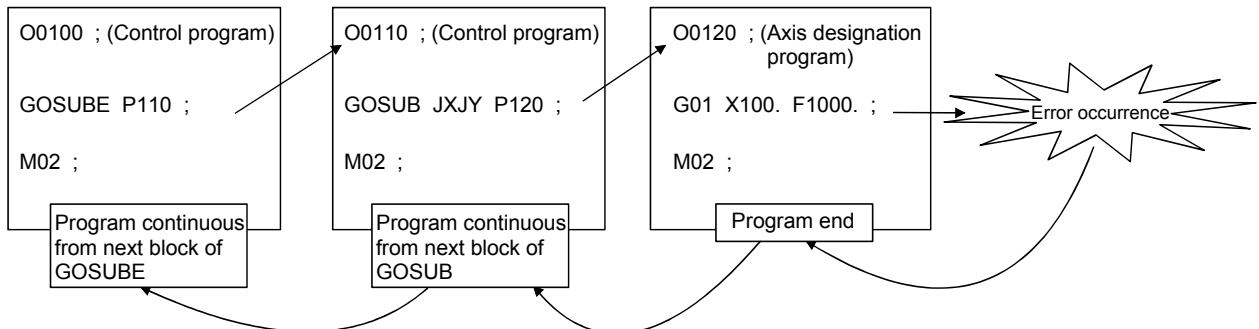 O0100 ; (Control program)
GOSUBE P110 ;
M02 ;
Program continuous
from next block of
GOSUBE
O0110 ; (Control program)
GOSUB JXJY P120 ;
M02 ;
Program continuous
from next block of
GOSUB
O0120 ; (Axis designation
program)
G01 X100. F1000. ;
M02 ;
Program end
Error occurrence